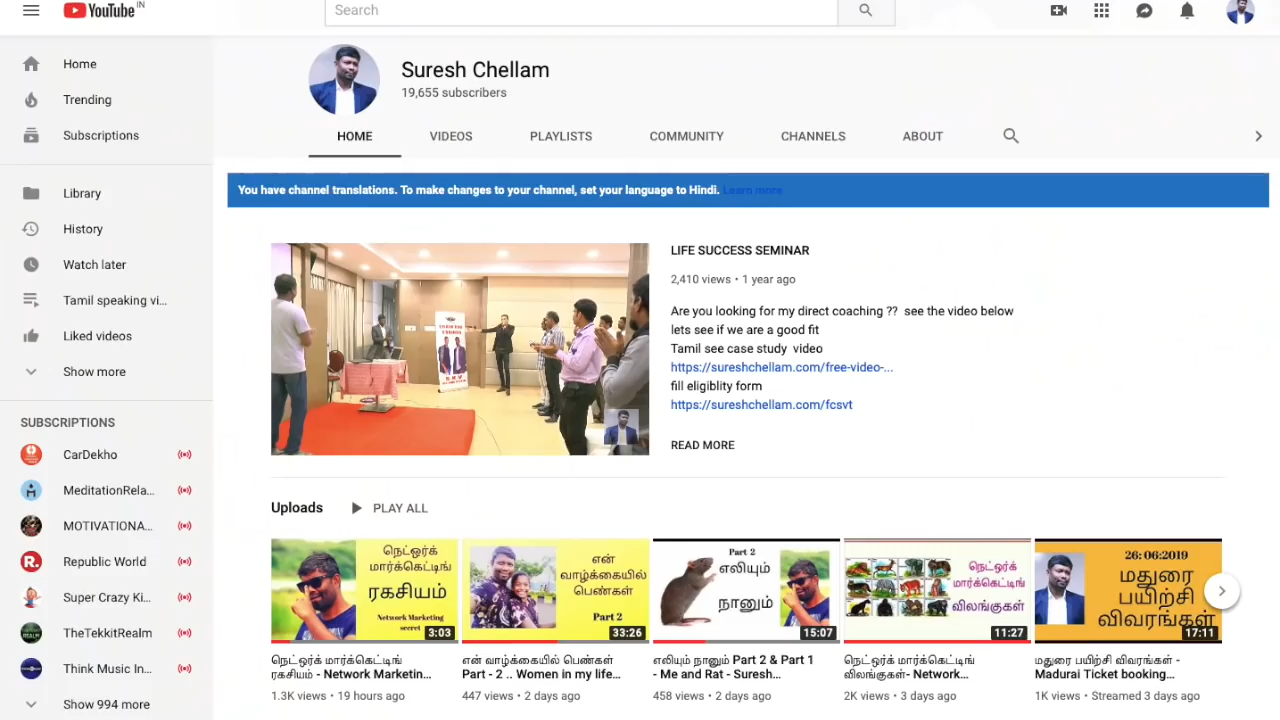 YouTube IN
Search
Home
Trending
Subscriptions
Library
History
Watch later
Tamil speaking vi...
Liked videos
Show more
SUBSCRIPTIONS
CarDekho
MeditationRela...
MOTIVATIONA...
Republic World
Super Crazy Ki...
TheTekkitRealm
Think Music In...
Show 994 more
Suresh Chellam
19,655 subscribers
HOME VIDEOS PLAYLISTS COMMUNITY CHANNELS ABOUT
You have channel translations. To make changes to your channel, set your language to Hindi. Learn more
LIFE SUCCESS SEMINAR
2,410 views • 1 year ago
Are you looking for my direct coaching ?? see the video below
lets see if we are a good fit
Tamil see case study video
https://sureshchellam.com/free-video-...
fill eligiblity form
https://sureshchellam.com/fcsvt
READ MORE
Uploads PLAY ALL
நெட்ஒர்க்
மார்க்கெட்டிங்
ரகசியம்
Network Marketing
secret
3:03
நெட்ஒர்க் மார்க்கெட்டிங்
ரகசியம் - Network Marketin...
1.3K views • 19 hours ago
என்
வாழ்க்கையில்
பெண்கள்
Part 2
33:26
என் வாழ்க்கையில் பெண்கள்
Part - 2 .. Women in my life...
447 views • 2 days ago
Part 2
எலியும்
நானும்
15:07
எலியும் நானும் Part 2 & Part 1
- Me and Rat - Suresh...
458 views • 2 days ago
நெட்ஒர்க்
மார்க்கெட்டிங்
விலங்குகள்
11:27
நெட்ஒர்க் மார்க்கெட்டிங்
விலங்குகள்- Network...
2K views • 3 days ago
26:06:2019
மதுரை
பயிற்சி
விவரங்கள்
17:11
மதுரை பயிற்சி விவரங்கள் -
Madurai Ticket booking...
1K views • Streamed 3 days ago